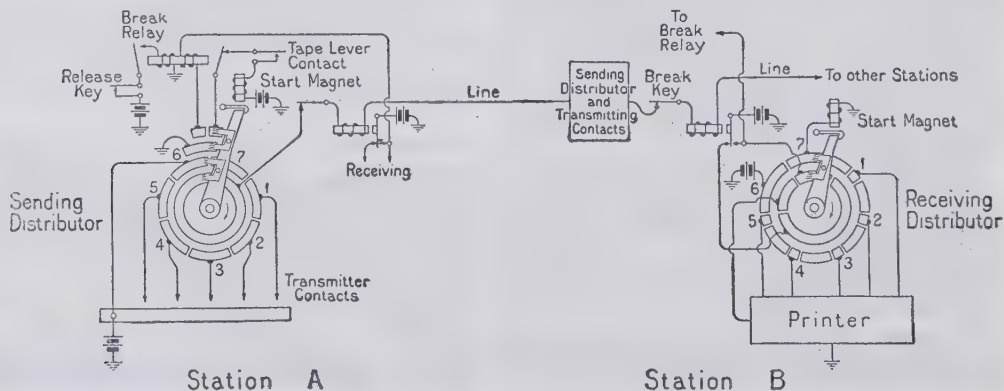 Break
Relay
Release
Key
Tape Lever
Contact
Start Magnet
Line
Receiving
Sending
Distributor
6
7
5
1
4
2
3
Transmitter
Contacts
Station A
Sending
Distributor
and
Transmitting
Contacts
To
Break
Relay
Break
Key
Line
To other Stations
Start Magnet
7
1
6
5
2
4
3
Receiving
Distributor
Printer
Station B